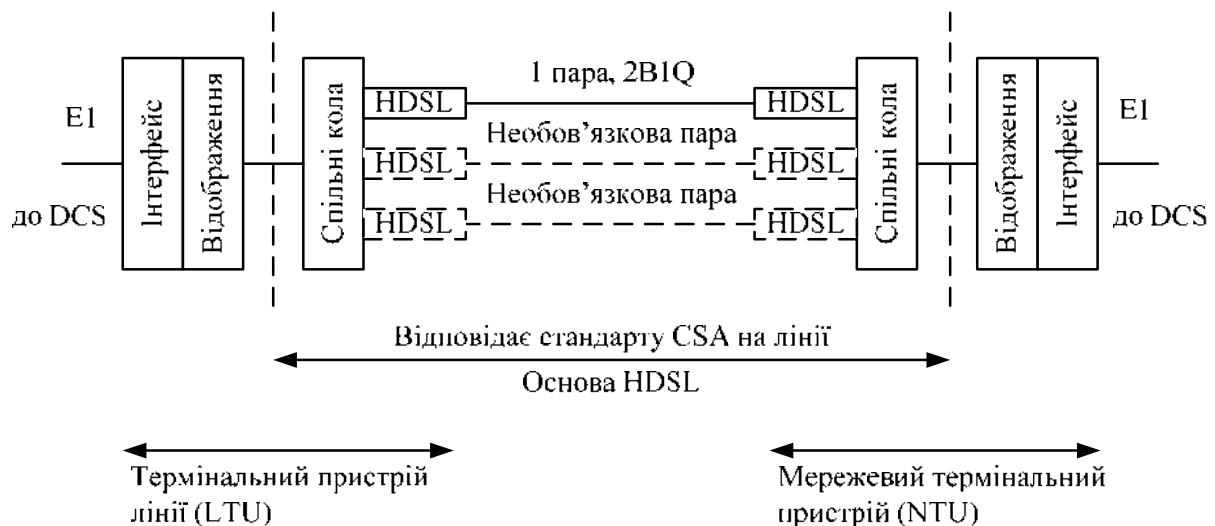 1 пара, 2B1Q
E1
до DCS
Інтерфейс
Відображення
Спільні кола
HDSL
HDSL
Необов’язкова пара
HDSL
HDSL
Необов’язкова пара
HDSL
HDSL
Спільні кола
Відображення
Інтерфейс
E1
до DCS
Відповідає стандарту CSA на лінії
Основа HDSL
Термінальний пристрій
лінії (LTU)
Мережевий термінальний
пристрій (NTU)